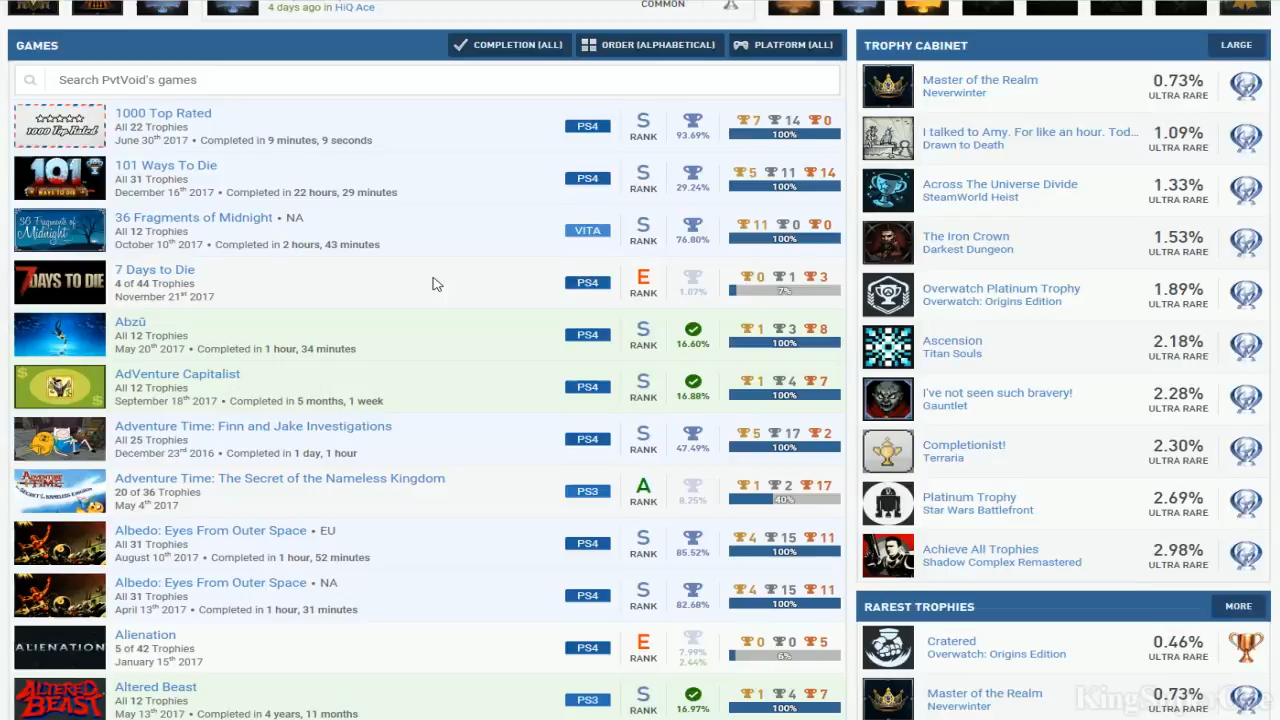 4 days ago in HiQ Ace
COMMON
GAMES
COMPLETION (ALL)
ORDER (ALPHABETICAL)
PLATFORM (ALL)
Search PvtVoid's games
1000 Top Rated
1000 Top Rated
All 22 Trophies
June 30th 2017 • Completed in 9 minutes, 9 seconds
PS4
S
RANK
93.69%
7 14 0
100%
101
WAYS TO DIE
101 Ways To Die
All 31 Trophies
December 16th 2017 • Completed in 22 hours, 29 minutes
PS4
S
RANK
29.24%
5 11 14
100%
36 Fragments of Midnight
36 Fragments of Midnight • NA
All 12 Trophies
October 10th 2017 • Completed in 2 hours, 43 minutes
VITA
S
RANK
76.80%
11 0 0
100%
7 DAYS TO DIE
7 Days to Die
4 of 44 Trophies
November 21st 2017
PS4
E
RANK
1.07%
0 1 3
7%
Abzû
All 12 Trophies
May 20th 2017 • Completed in 1 hour, 34 minutes
PS4
S
RANK
16.60%
1 3 8
100%
AdVenture Capitalist
All 12 Trophies
September 18th 2017 • Completed in 5 months, 1 week
PS4
S
RANK
16.88%
1 4 7
100%
Adventure Time: Finn and Jake Investigations
All 25 Trophies
December 23rd 2016 • Completed in 1 day, 1 hour
PS4
S
RANK
47.49%
5 17 2
100%
Adventure Time: The Secret of the Nameless Kingdom
20 of 36 Trophies
May 4th 2017
PS3
A
RANK
8.25%
1 2 17
40%
Albedo: Eyes From Outer Space • EU
All 31 Trophies
August 10th 2017 • Completed in 1 hour, 52 minutes
PS4
S
RANK
85.52%
4 15 11
100%
Albedo: Eyes From Outer Space • NA
All 31 Trophies
April 13th 2017 • Completed in 1 hour, 31 minutes
PS4
S
RANK
82.68%
4 15 11
100%
ALIENATION
Alienation
5 of 42 Trophies
January 15th 2017
PS4
E
RANK
7.99%
2.44%
0 0 5
6%
ALTERED
BEAST
Altered Beast
All 12 Trophies
May 13th 2017 • Completed in 4 years, 11 months
PS3
S
RANK
16.97%
1 4 7
100%
TROPHY CABINET
LARGE
Master of the Realm
Neverwinter
0.73%
ULTRA RARE
I talked to Amy. For like an hour. Tod...
Drawn to Death
1.09%
ULTRA RARE
Across The Universe Divide
SteamWorld Heist
1.33%
ULTRA RARE
The Iron Crown
Darkest Dungeon
1.53%
ULTRA RARE
Overwatch Platinum Trophy
Overwatch: Origins Edition
1.89%
ULTRA RARE
Ascension
Titan Souls
2.18%
ULTRA RARE
I've not seen such bravery!
Gauntlet
2.28%
ULTRA RARE
Completionist!
Terraria
2.30%
ULTRA RARE
Platinum Trophy
Star Wars Battlefront
2.69%
ULTRA RARE
Achieve All Trophies
Shadow Complex Remastered
2.98%
ULTRA RARE
RAREST TROPHIES
MORE
Cratered
Overwatch: Origins Edition
0.46%
ULTRA RARE
Master of the Realm
Neverwinter
0.73%
ULTRA RARE